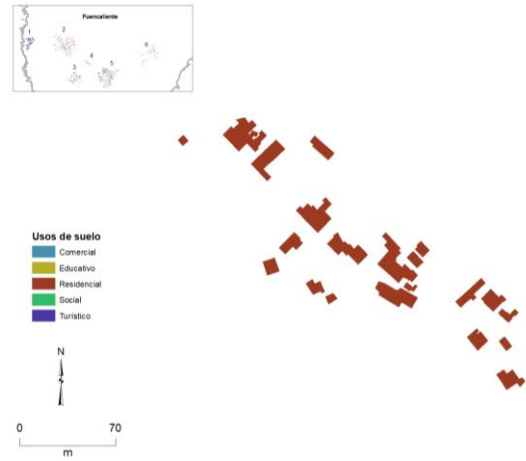 Fuencaliente
1
2
6
4
3
5
Usos de suelo
Comercial
Educativo
Residencial
Social
Turístico
N
0 70
m